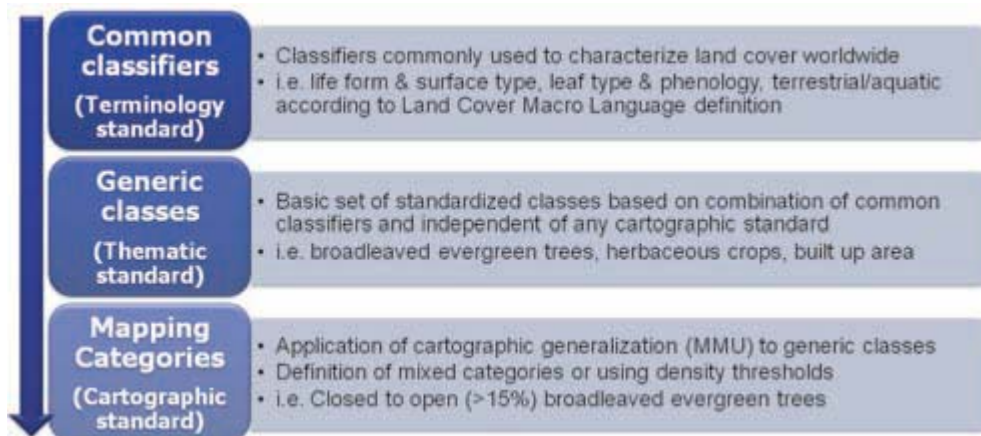 Common
classifiers
(Terminology
standard)
• Classifiers commonly used to characterize land cover worldwide
• i.e. life form & surface type, leaf type & phenology, terrestrial/aquatic
according to Land Cover Macro Language definition
Generic
classes
(Thematic
standard)
• Basic set of standardized classes based on combination of common
classifiers and independent of any cartographic standard
• i.e. broadleaved evergreen trees, herbaceous crops, built up area
Mapping
Categories
(Cartographic
standard)
• Application of cartographic generalization (MMU) to generic classes
• Definition of mixed categories or using density thresholds
• i.e. Closed to open (>15%) broadleaved evergreen trees